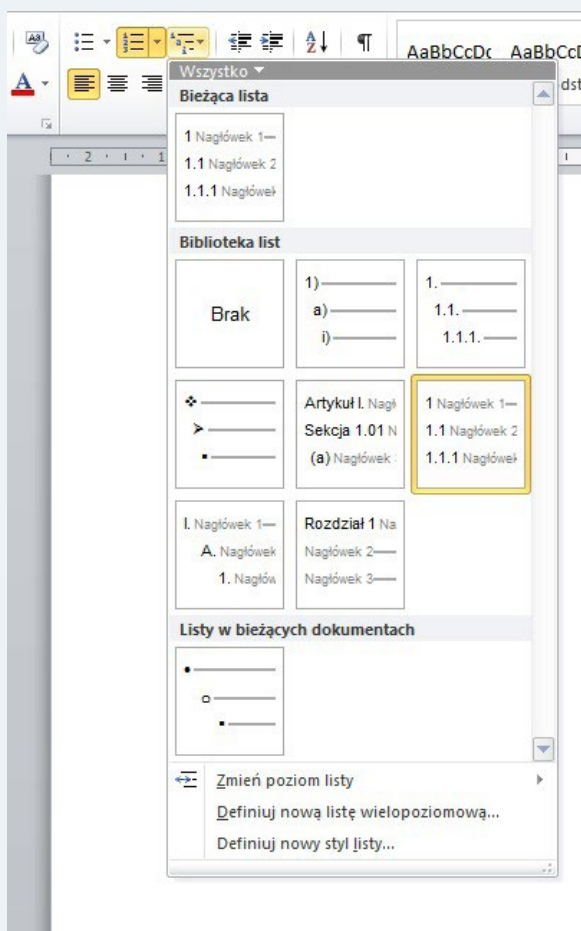 AaBbCcDc AaBbCcD
Wszystko
Bieżąca lista
1 Nagłówek 1
1.1 Nagłówek 2
1.1.1 Nagłówek
Biblioteka list
Brak
1)
a)
i)
1.
1.1.
1.1.1.
Artykuł I. Nagł
Sekcja 1.01 N
(a) Nagłówek
1 Nagłówek 1
1.1 Nagłówek 2
1.1.1 Nagłówek
I. Nagłówek 1
A. Nagłówek
1. Nagłów
Rozdział 1 Na
Nagłówek 2
Nagłówek 3
Listy w bieżących dokumentach
Zmień poziom listy
Definiuj nową listę wielopoziomową...
Definiuj nowy styl listy...